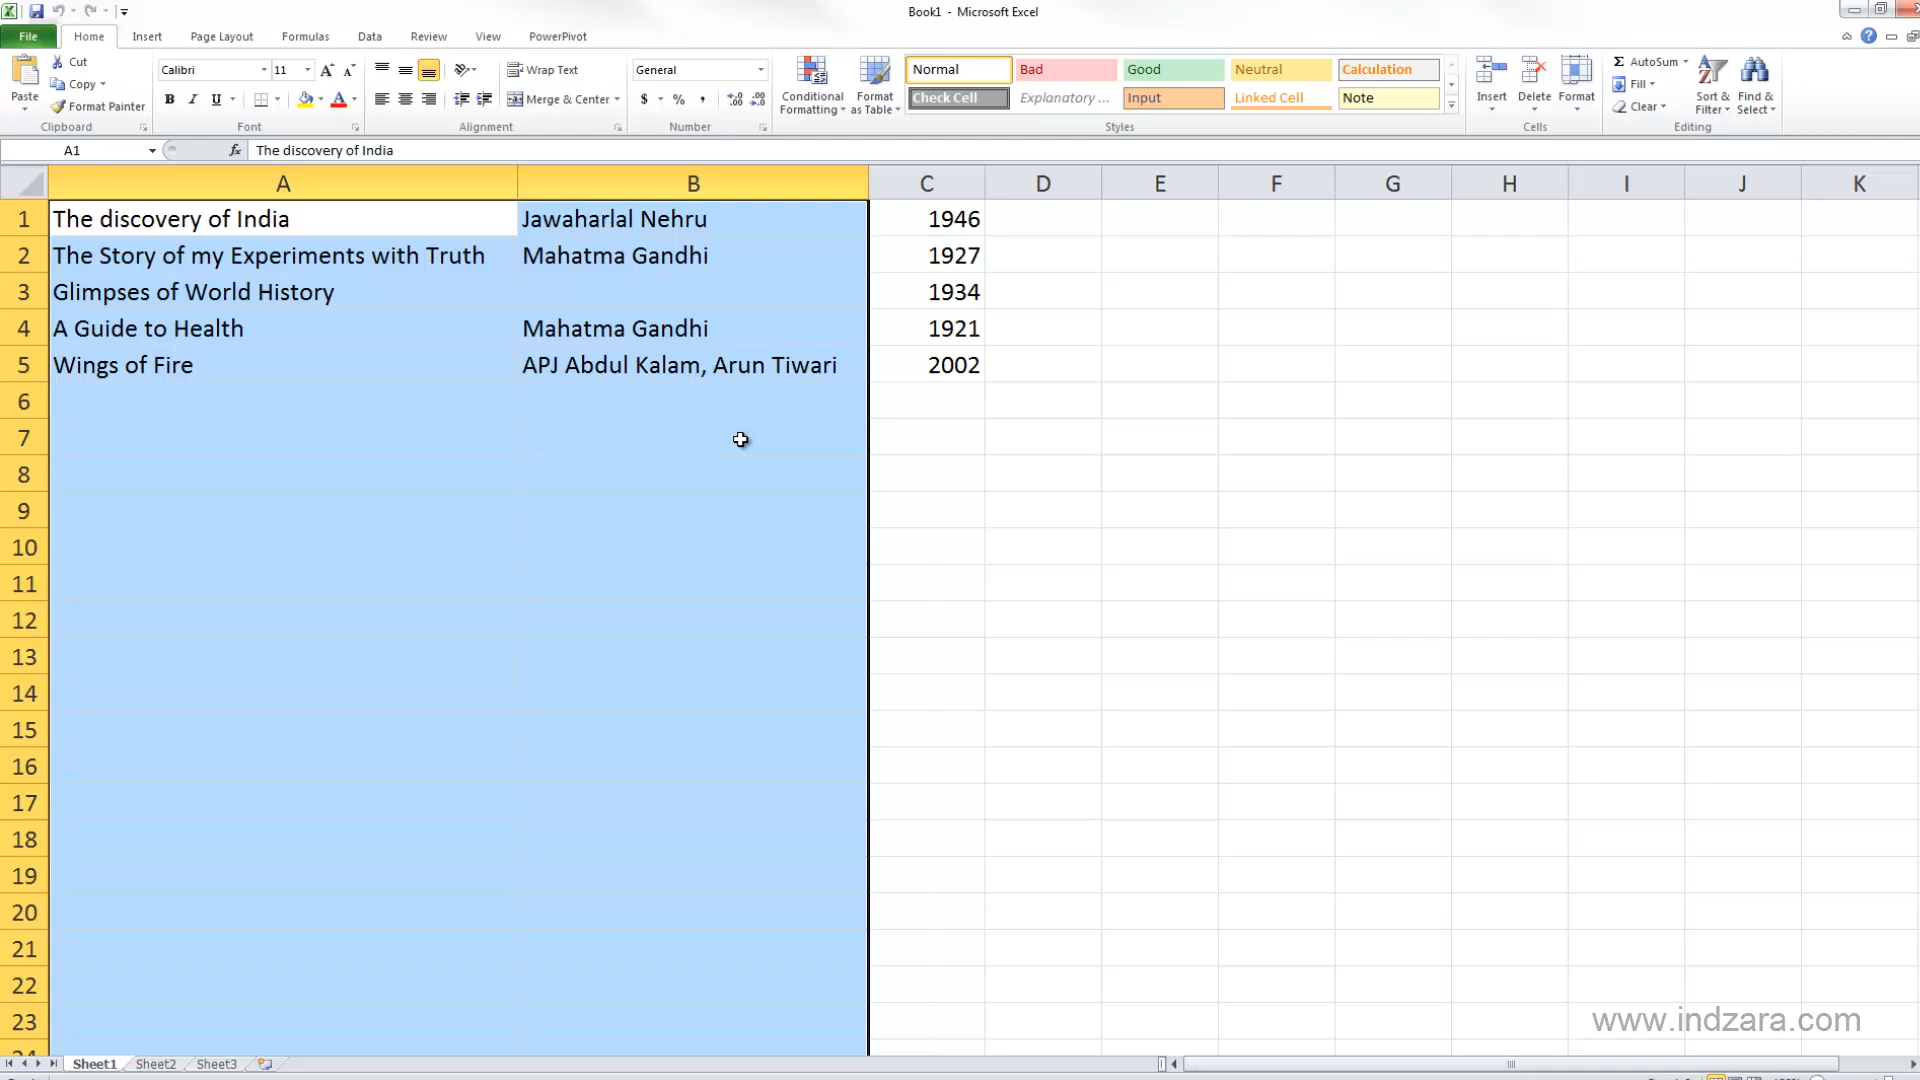 Book1 - Microsoft Excel
File Home Insert Page Layout Formulas Data Review View PowerPivot
Paste
Cut
Copy
Format Painter
Clipboard
Calibri 11
B I U
Font
Wrap Text
Merge & Center
Alignment
General
$ % ,
Number
Conditional Formatting
Format as Table
Normal Bad Good Neutral Calculation
Check Cell Explanatory ... Input Linked Cell Note
Styles
Insert Delete Format
Cells
AutoSum
Fill
Clear
Sort & Filter
Find & Select
Editing
A1 fx The discovery of India
A B C D E F G H I J K
1 The discovery of India Jawaharlal Nehru 1946
2 The Story of my Experiments with Truth Mahatma Gandhi 1927
3 Glimpses of World History 1934
4 A Guide to Health Mahatma Gandhi 1921
5 Wings of Fire APJ Abdul Kalam, Arun Tiwari 2002
6
7
8
9
10
11
12
13
14
15
16
17
18
19
20
21
22
23
www.indzara.com
Sheet1 Sheet2 Sheet3